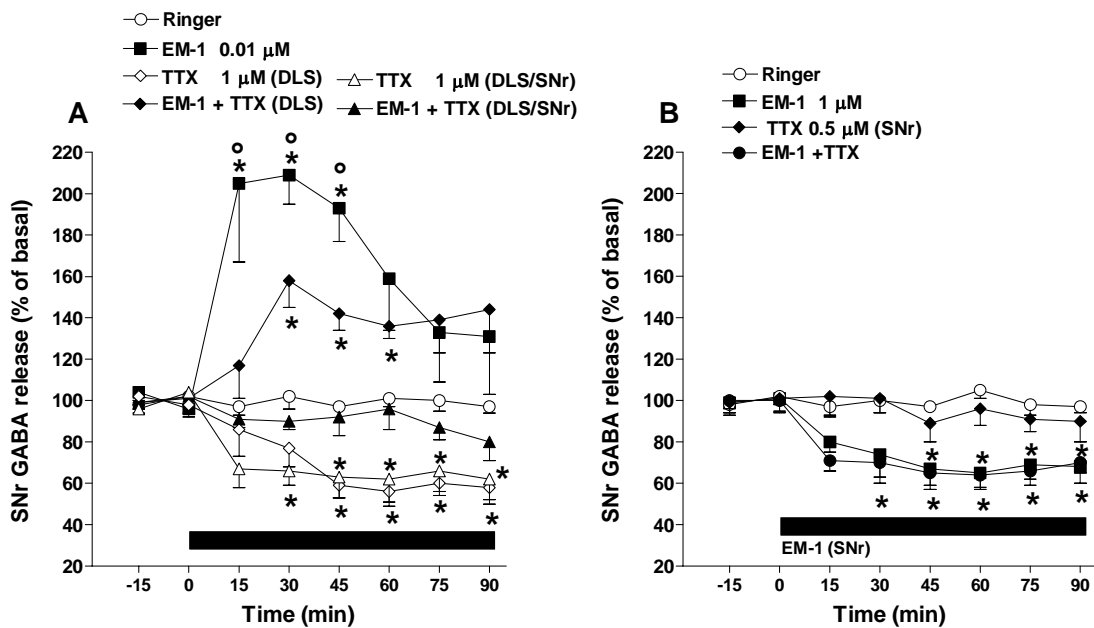 Ringer
EM-1 0.01 μM
TTX 1 μM (DLS)
EM-1 + TTX (DLS)
TTX 1 μM (DLS/SNr)
EM-1 + TTX (DLS/SNr)
A
SNr GABA release (% of basal)
220
200
180
160
140
120
100
80
60
40
20
° ° °
* * *
* * *
* * * *
* * * * *
-15 0 15 30 45 60 75 90
Time (min)
Ringer
EM-1 1 μM
TTX 0.5 μM (SNr)
EM-1 +TTX
B
SNr GABA release (% of basal)
220
200
180
160
140
120
100
80
60
40
20
* * * *
* * * * *
EM-1 (SNr)
-15 0 15 30 45 60 75 90
Time (min)